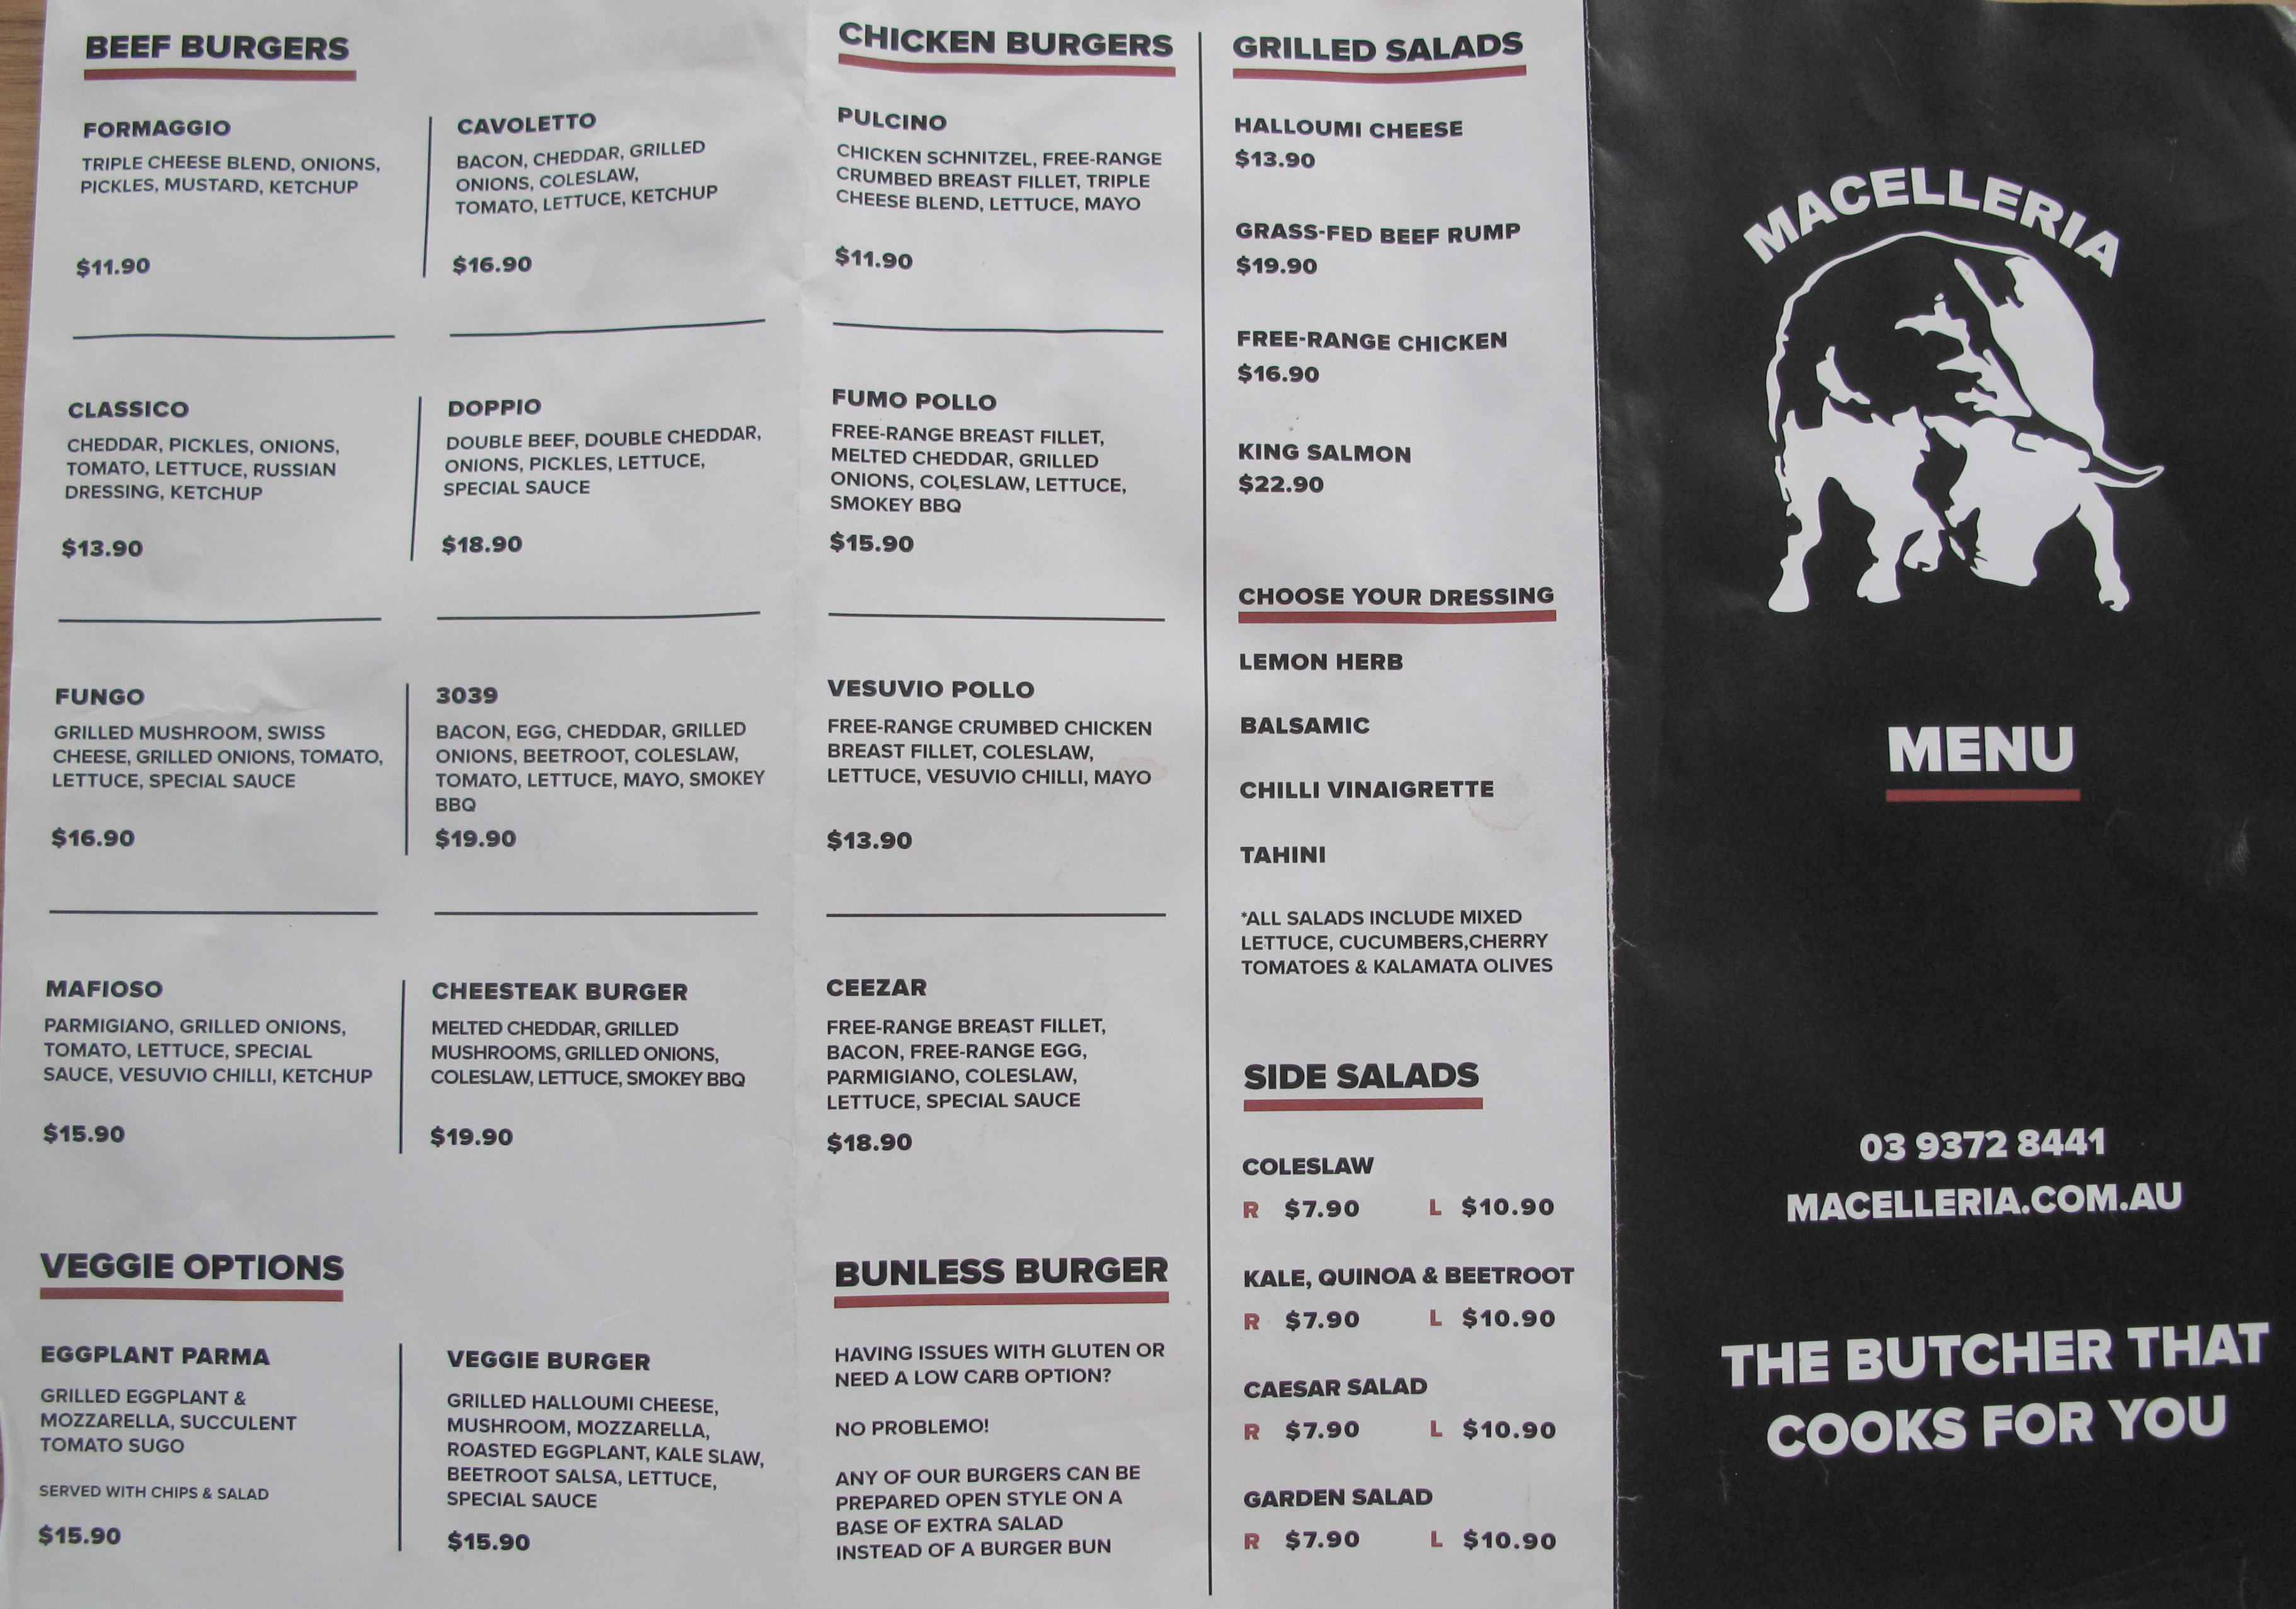 BEEF BURGERS
FORMAGGIO
TRIPLE CHEESE BLEND, ONIONS,
PICKLES, MUSTARD, KETCHUP
$11.90
CAVOLETTO
BACON, CHEDDAR, GRILLED
ONIONS, COLESLAW,
TOMATO, LETTUCE, KETCHUP
$16.90
CLASSICO
CHEDDAR, PICKLES, ONIONS,
TOMATO, LETTUCE, RUSSIAN
DRESSING, KETCHUP
$13.90
DOPPIO
DOUBLE BEEF, DOUBLE CHEDDAR,
ONIONS, PICKLES, LETTUCE,
SPECIAL SAUCE
$18.90
FUNGO
GRILLED MUSHROOM, SWISS
CHEESE, GRILLED ONIONS, TOMATO,
LETTUCE, SPECIAL SAUCE
$16.90
3039
BACON, EGG, CHEDDAR, GRILLED
ONIONS, BEETROOT, COLESLAW,
TOMATO, LETTUCE, MAYO, SMOKEY
BBQ
$19.90
MAFIOSO
PARMIGIANO, GRILLED ONIONS,
TOMATO, LETTUCE, SPECIAL
SAUCE, VESUVIO CHILLI, KETCHUP
$15.90
CHEESTEAK BURGER
MELTED CHEDDAR, GRILLED
MUSHROOMS, GRILLED ONIONS,
COLESLAW, LETTUCE, SMOKEY BBQ
$19.90
VEGGIE OPTIONS
EGGPLANT PARMA
GRILLED EGGPLANT &
MOZZARELLA, SUCCULENT
TOMATO SUGO
SERVED WITH CHIPS & SALAD
$15.90
VEGGIE BURGER
GRILLED HALLOUMI CHEESE,
MUSHROOM, MOZZARELLA,
ROASTED EGGPLANT, KALE SLAW,
BEETROOT SALSA, LETTUCE,
SPECIAL SAUCE
$15.90
CHICKEN BURGERS
PULCINO
CHICKEN SCHNITZEL, FREE-RANGE
CRUMBED BREAST FILLET, TRIPLE
CHEESE BLEND, LETTUCE, MAYO
$11.90
FUMO POLLO
FREE-RANGE BREAST FILLET,
MELTED CHEDDAR, GRILLED
ONIONS, COLESLAW, LETTUCE,
SMOKEY BBQ
$15.90
VESUVIO POLLO
FREE-RANGE CRUMBED CHICKEN
BREAST FILLET, COLESLAW,
LETTUCE, VESUVIO CHILLI, MAYO
$13.90
CEEZAR
FREE-RANGE BREAST FILLET,
BACON, FREE-RANGE EGG,
PARMIGIANO, COLESLAW,
LETTUCE, SPECIAL SAUCE
$18.90
BUNLESS BURGER
HAVING ISSUES WITH GLUTEN OR
NEED A LOW CARB OPTION?
NO PROBLEMO!
ANY OF OUR BURGERS CAN BE
PREPARED OPEN STYLE ON A
BASE OF EXTRA SALAD
INSTEAD OF A BURGER BUN
GRILLED SALADS
HALLOUMI CHEESE
$13.90
GRASS-FED BEEF RUMP
$19.90
FREE-RANGE CHICKEN
$16.90
KING SALMON
$22.90
CHOOSE YOUR DRESSING
LEMON HERB
BALSAMIC
CHILLI VINAIGRETTE
TAHINI
*ALL SALADS INCLUDE MIXED
LETTUCE, CUCUMBERS,CHERRY
TOMATOES & KALAMATA OLIVES
SIDE SALADS
COLESLAW
R $7.90 L $10.90
KALE, QUINOA & BEETROOT
R $7.90 L $10.90
CAESAR SALAD
R $7.90 L $10.90
GARDEN SALAD
R $7.90 L $10.90
MACELLERIA
MENU
03 9372 8441
MACELLERIA.COM.AU
THE BUTCHER THAT
COOKS FOR YOU